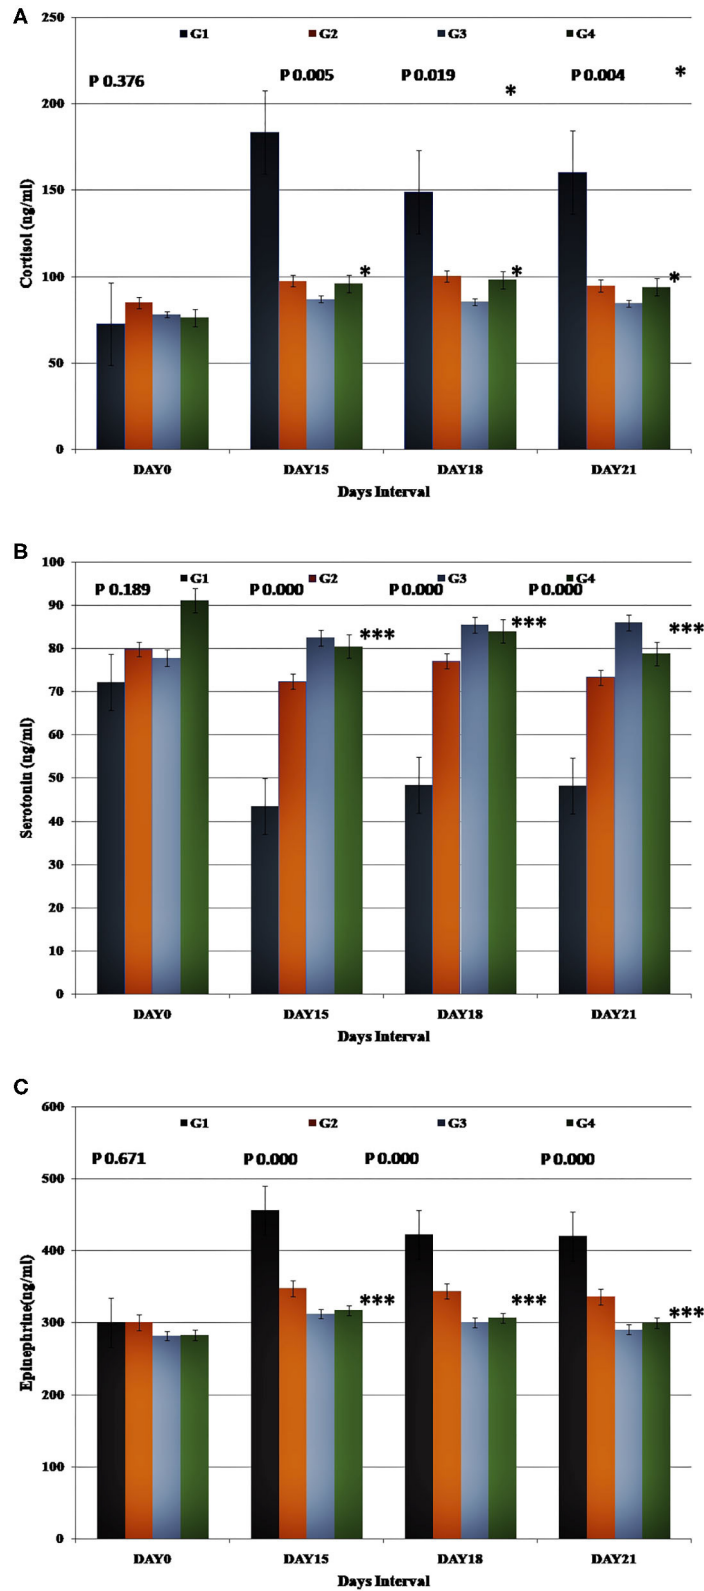 A
250
G1 G2 G3 G4
P 0.376 P 0.005 P 0.019 P 0.004 *
*
200
150
100
* * *
50
0
Cortisol (ng/ml)
DAY0 DAY15 DAY18 DAY21
Days Interval
B
100
G1 G2 G3 G4
P 0.189 P 0.000 P 0.000 P 0.000
90
*** *** ***
80
70
60
50
40
30
20
10
0
Serotonin (ng/ml)
DAY0 DAY15 DAY18 DAY21
Days Interval
C
600
G1 G2 G3 G4
P 0.671 P 0.000 P 0.000 P 0.000
500
400
*** *** ***
300
200
100
0
Epinephrine(ng/ml)
DAY0 DAY15 DAY18 DAY21
Days Interval